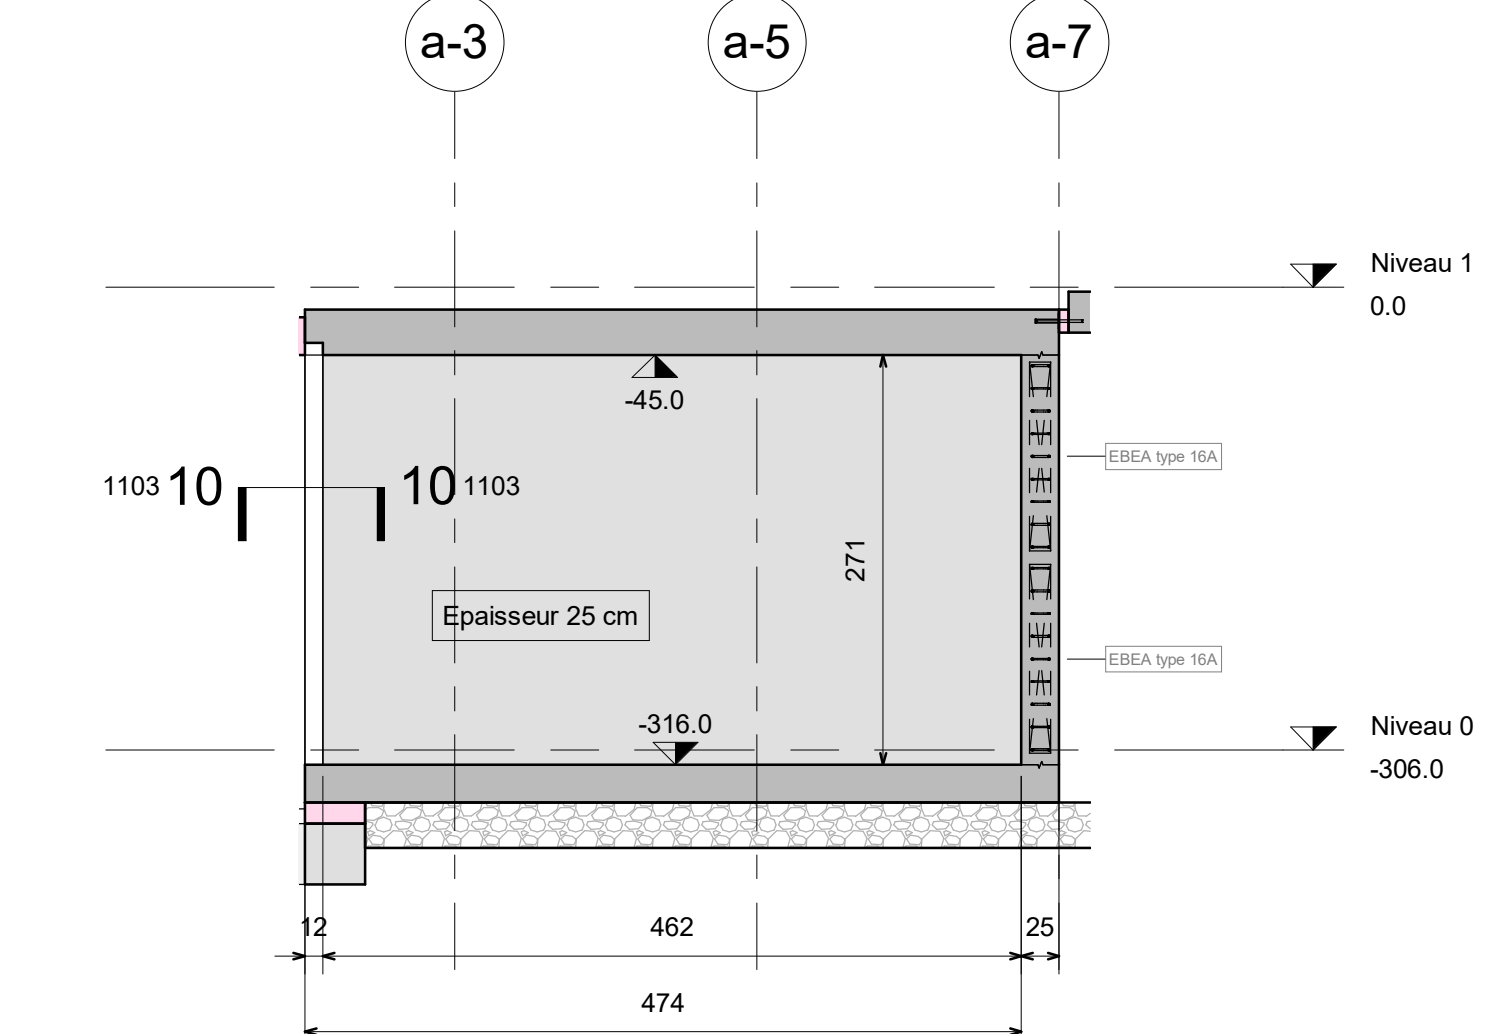 a-3 a-5 a-7
Niveau 1
0.0
-45.0
EBEA type 16A
1103 10 10 1103
271
Epaisseur 25 cm
EBEA type 16A
-316.0
Niveau 0
-306.0
12 462 25
474